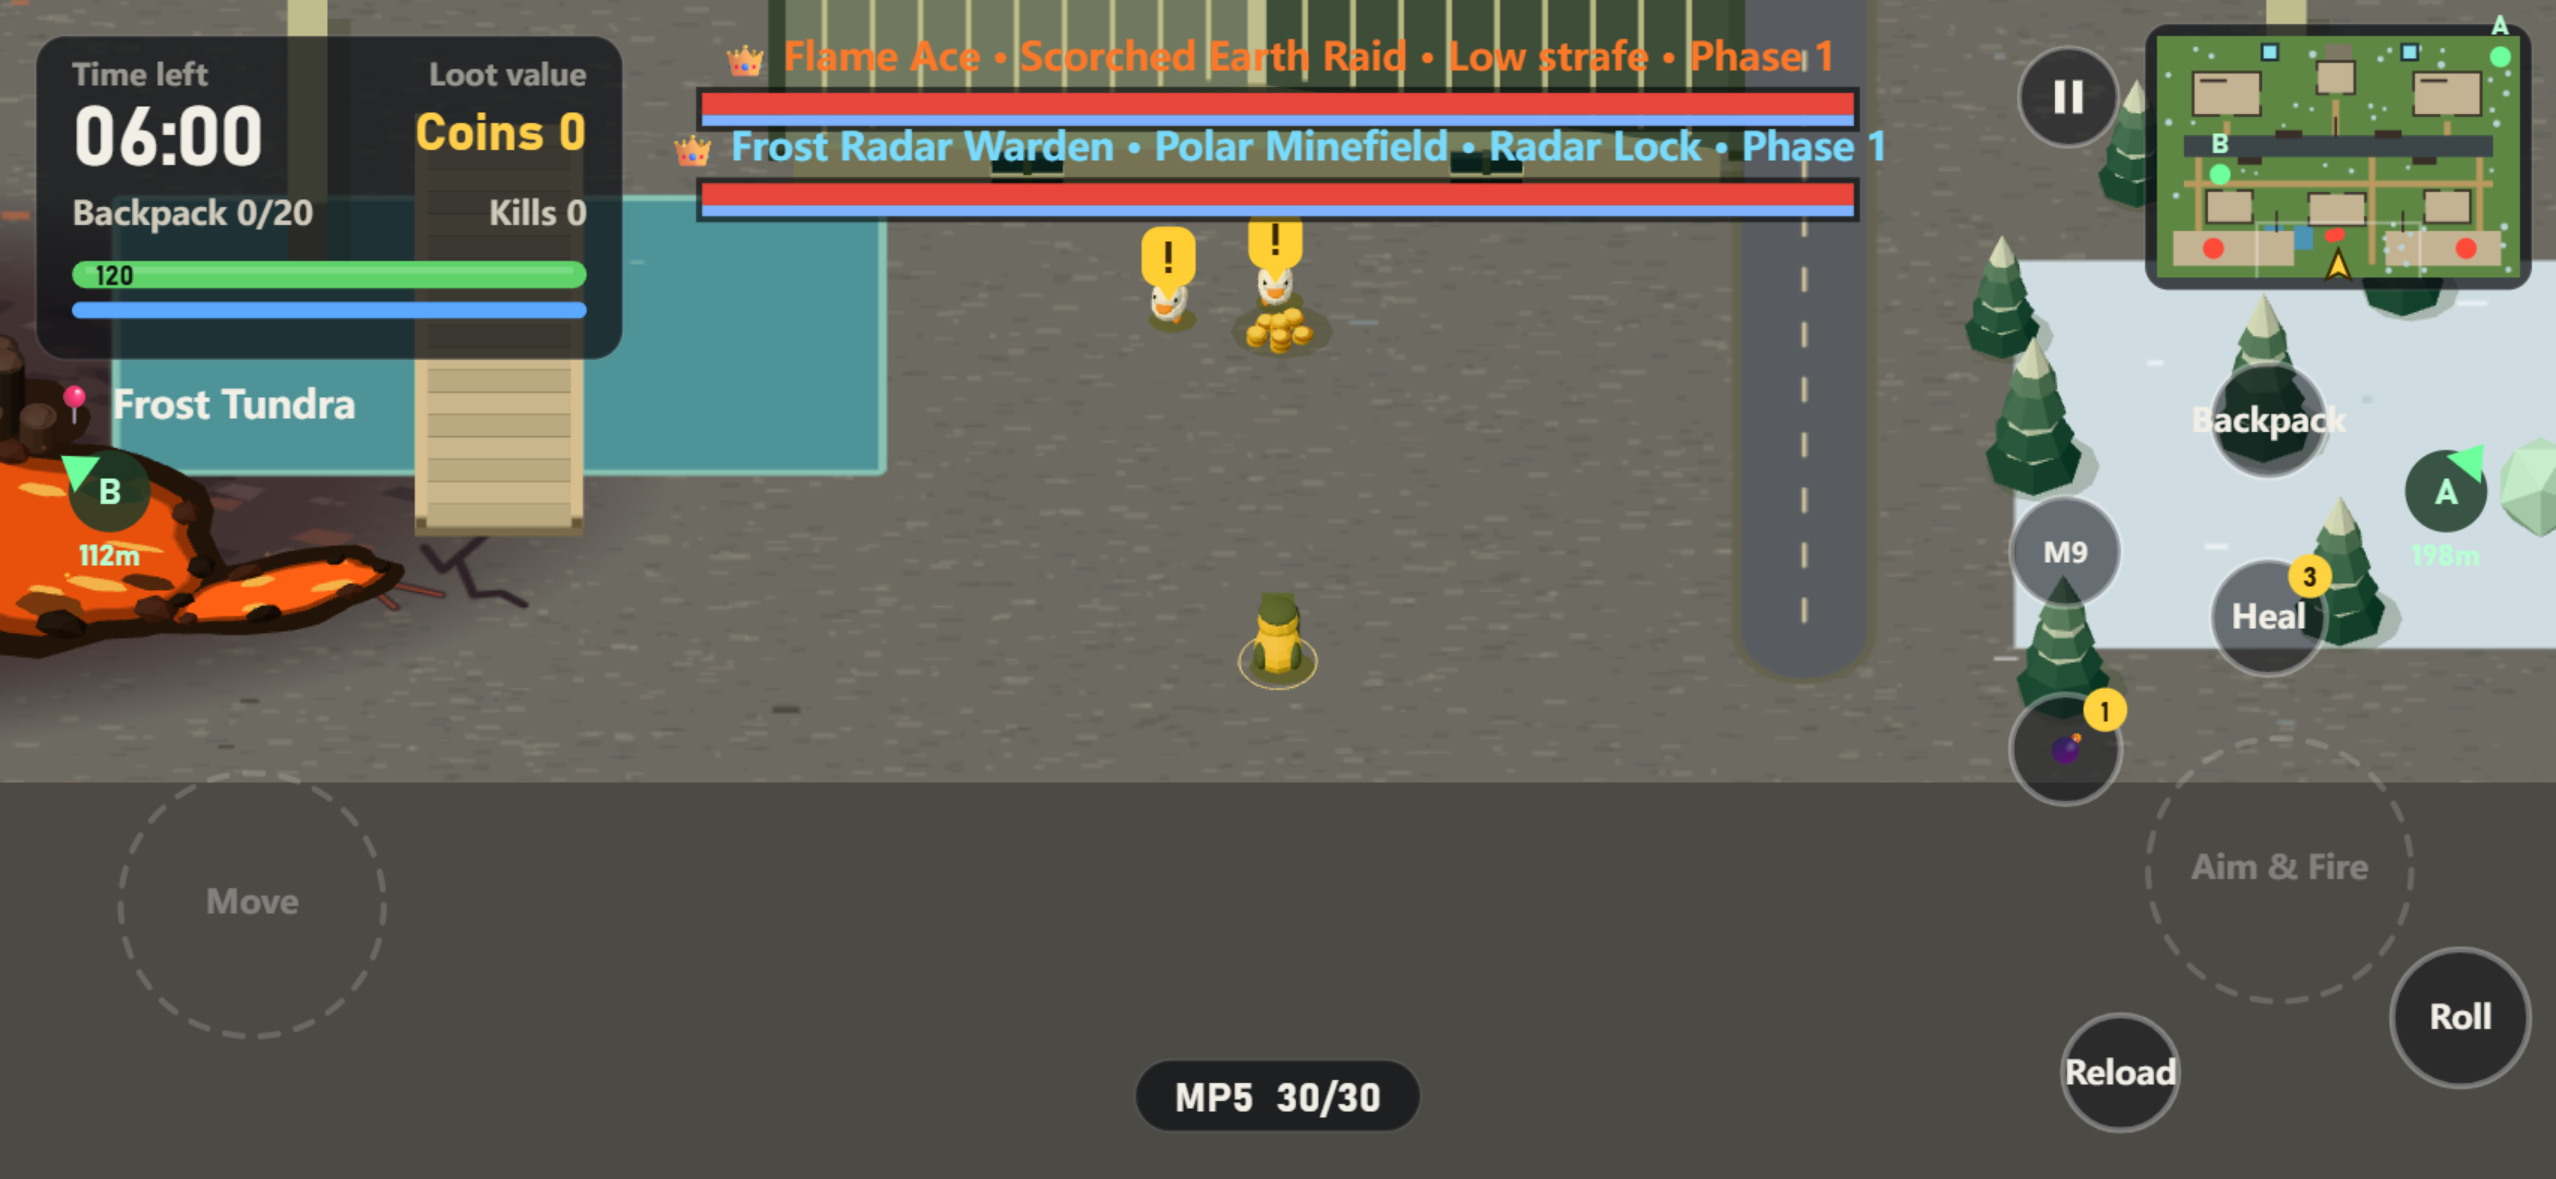 Time left
Loot value
06:00
Coins 0
Backpack 0/20
Kills 0
120
Flame Ace • Scorched Earth Raid • Low strafe • Phase 1
Frost Radar Warden • Polar Minefield • Radar Lock • Phase 1
!
!
A
B
Frost Tundra
B
112m
Backpack
A
198m
M9
3
Heal
1
Move
Aim & Fire
Roll
Reload
MP5 30/30